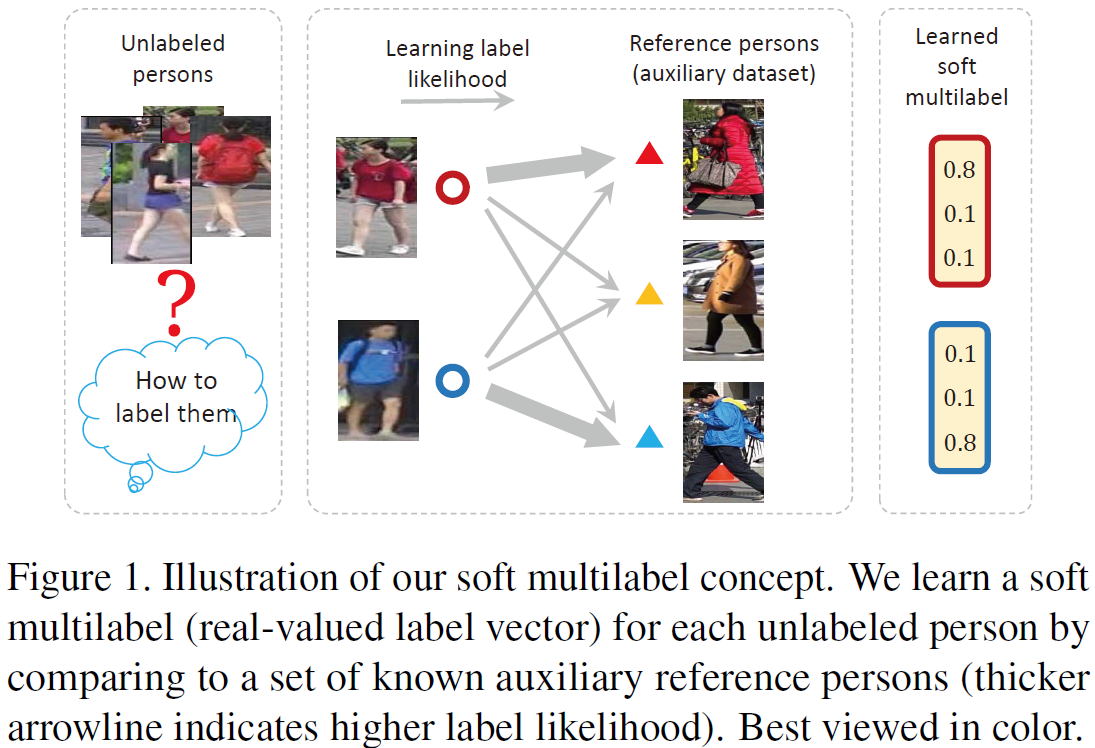 Unlabeled
persons
Learning label
likelihood
Reference persons
(auxiliary dataset)
Learned
soft
multilabel
?
How to
label them
0.8
0.1
0.1
0.1
0.1
0.8
Figure 1. Illustration of our soft multilabel concept. We learn a soft
multilabel (real-valued label vector) for each unlabeled person by
comparing to a set of known auxiliary reference persons (thicker
arrowline indicates higher label likelihood). Best viewed in color.